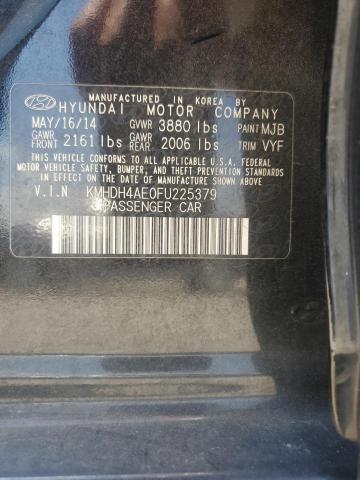 MANUFACTURED IN KOREA BY
HYUNDAI MOTOR COMPANY
MAY/16/14 GVWR 3880 lbs PAINT MJB
GAWR FRONT 2161 lbs GAWR REAR 2006 lbs TRIM VYF
THIS VEHICLE CONFORMS TO ALL APPLICABLE U.S.A. FEDERAL
MOTOR VEHICLE SAFETY, BUMPER, AND THEFT PREVENTION
STANDARDS IN EFFECT ON THE DATE OF MANUFACTURE SHOWN
ABOVE.
V.I.N KMHDH4AE0FU225379
PASSENGER CAR